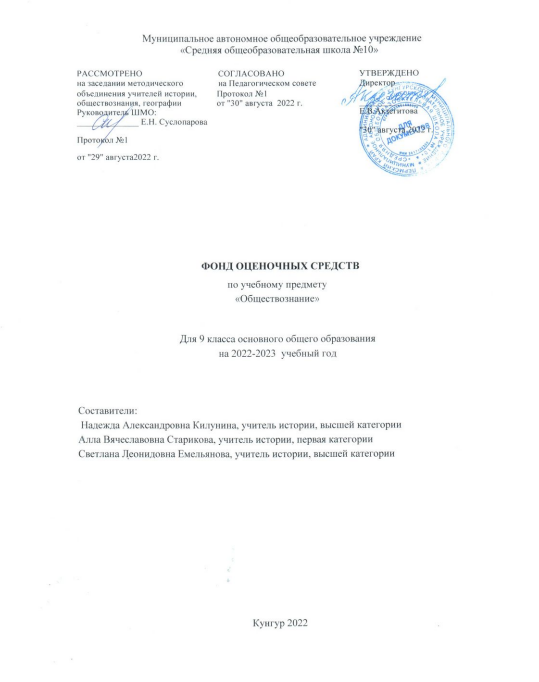 Муниципальное автономное общеобразовательное учреждение
«Средняя общеобразовательная школа №10»
РАССМОТРЕНО
на заседании методического
объединения учителей истории,
обществознания, географии
Руководитель ШМО:
Е.Н. Суслопарова
Протокол №1
от "29" августа2022 г.
СОГЛАСОВАНО
на Педагогическом совете
Протокол №1
от "30" августа 2022 г.
УТВЕРЖДЕНО
Директор
"30" августа 2022 г.
ДЛЯ
ДОКУМЕНТОВ
ФОНД ОЦЕНОЧНЫХ СРЕДСТВ
по учебному предмету
«Обществознание»
Для 9 класса основного общего образования
на 2022-2023 учебный год
Составители:
Надежда Александровна Килунина, учитель истории, высшей категории
Алла Вячеславовна Старикова, учитель истории, первая категории
Светлана Леонидовна Емельянова, учитель истории, высшей категории
Кунгур 2022